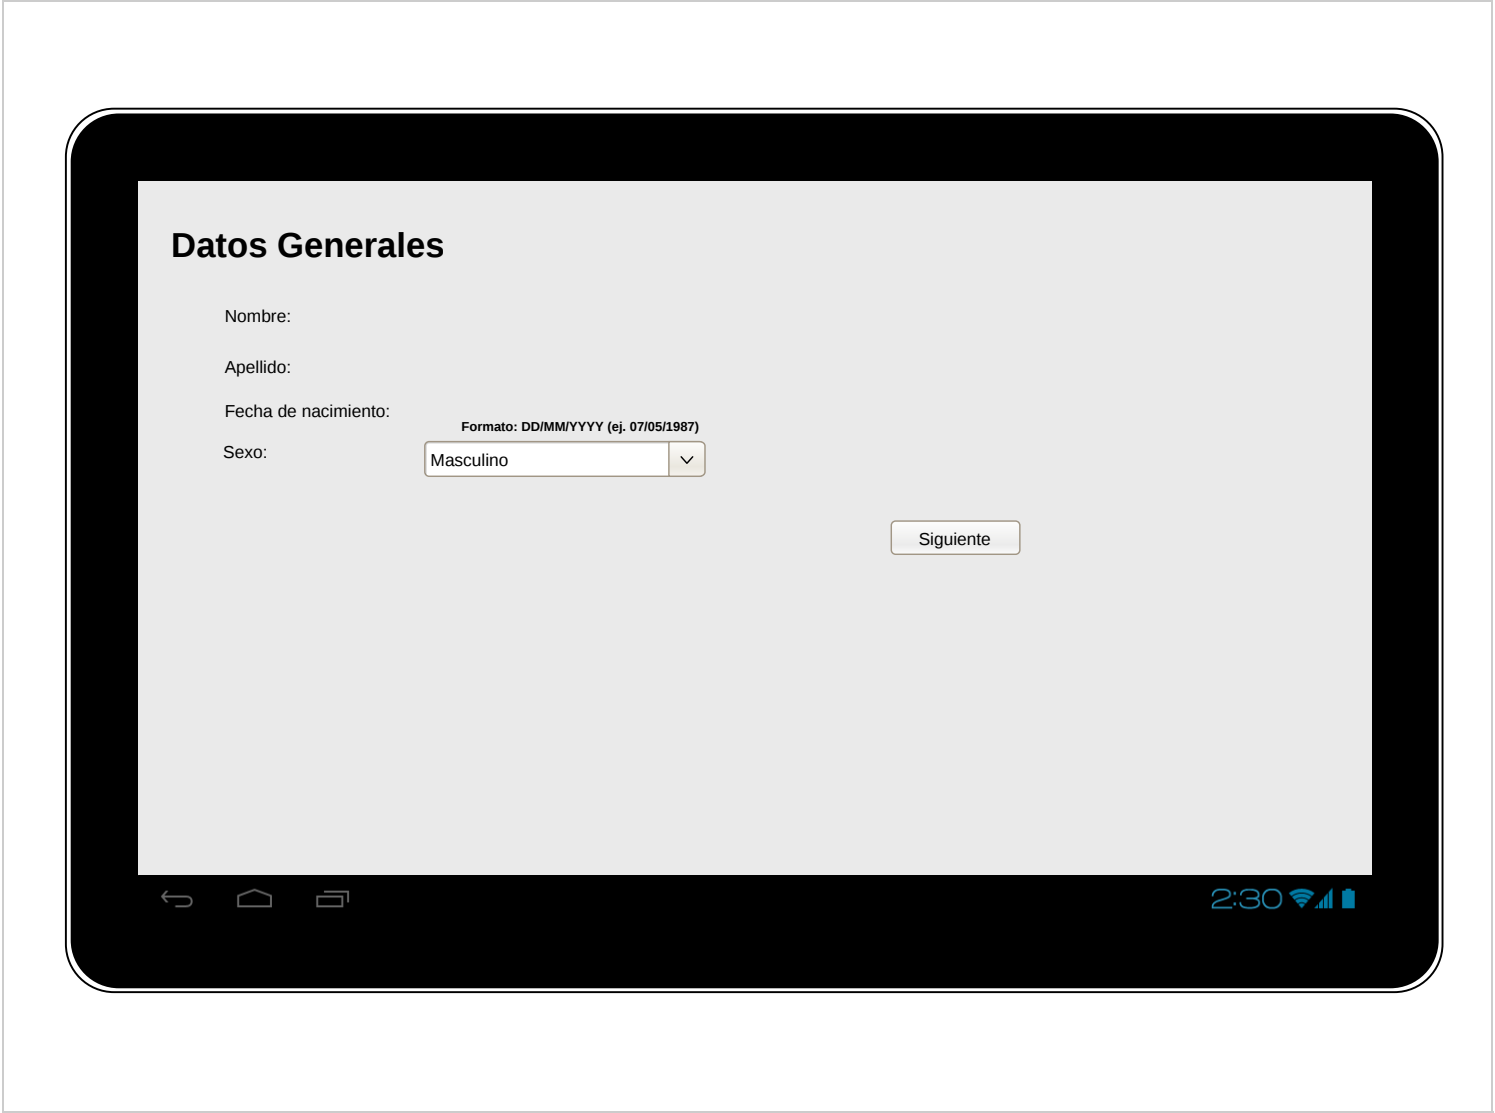 Datos Generales
Nombre:
Apellido:
Fecha de nacimiento:
Formato: DD/MM/YYYY (ej. 07/05/1987)
Sexo:
Masculino
Siguiente
2:30